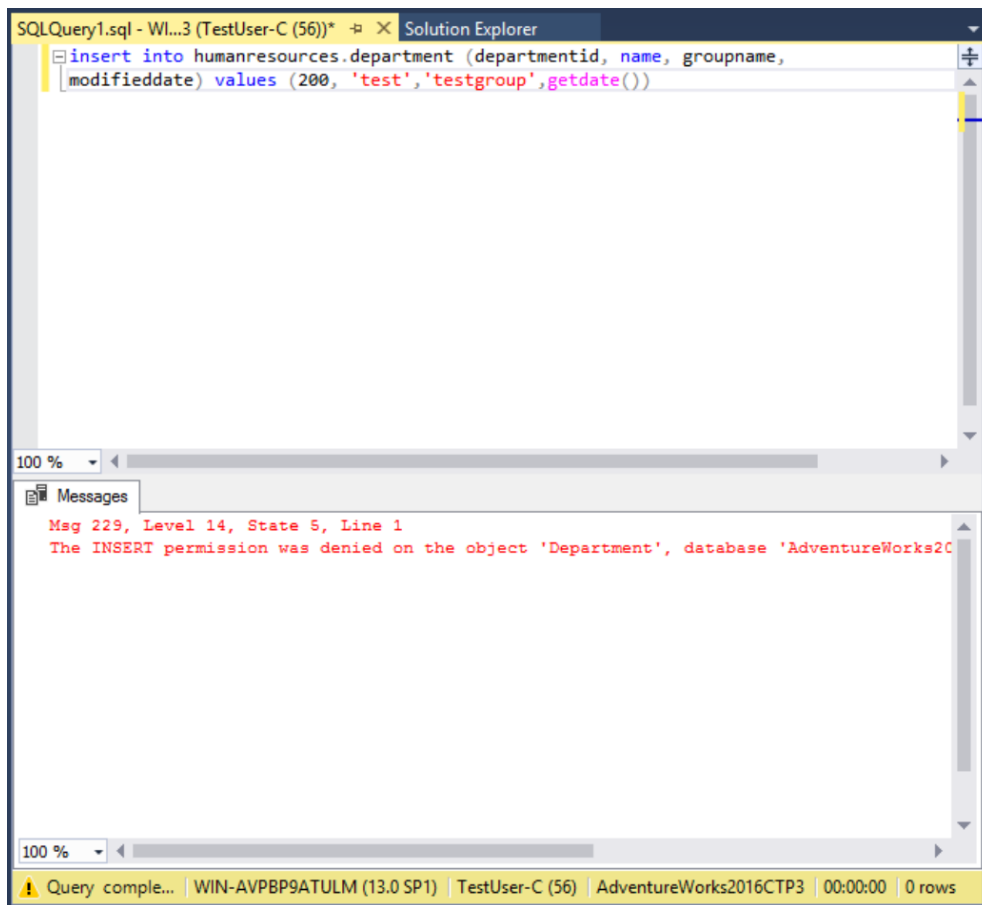 SQLQuery1.sql - WI...3 (TestUser-C (56))* Solution Explorer
insert into humanresources.department (departmentid, name, groupname,
modifieddate) values (200, 'test','testgroup',getdate())
100 %
Messages
Msg 229, Level 14, State 5, Line 1
The INSERT permission was denied on the object 'Department', database 'AdventureWorks20
100 %
Query comple... WIN-AVPBP9ATULM (13.0 SP1) TestUser-C (56) AdventureWorks2016CTP3 00:00:00 0 rows